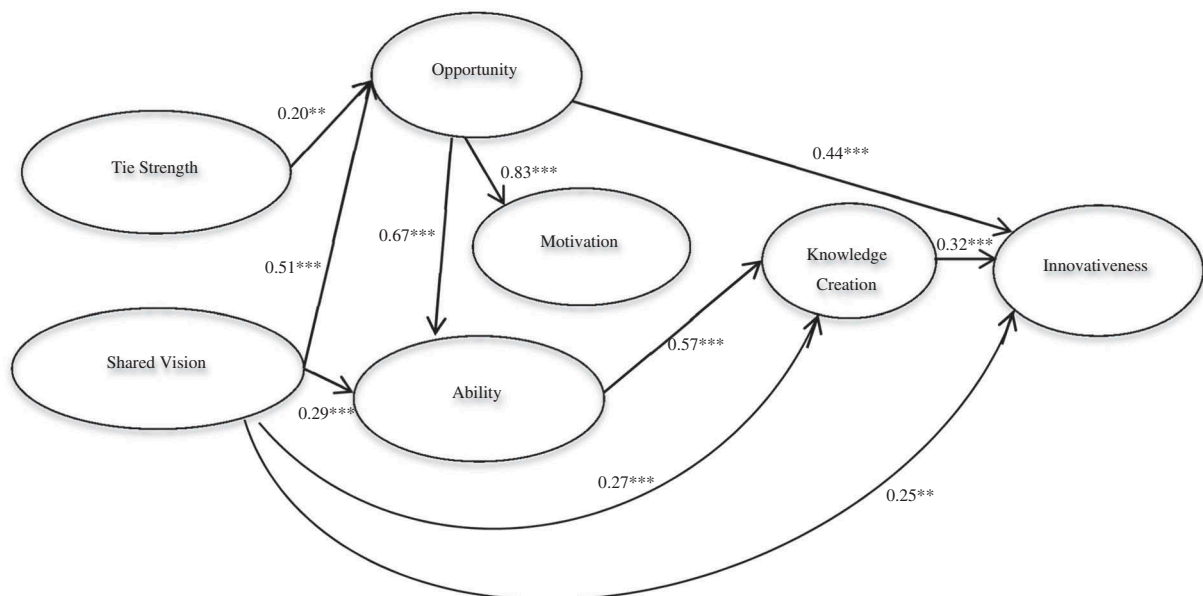 Opportunity
0.20**
Tie Strength
0.44***
0.83***
0.67***
Motivation
0.51***
Knowledge
Creation
0.32***
Innovativeness
Shared Vision
0.57***
Ability
0.29***
0.27***
0.25**